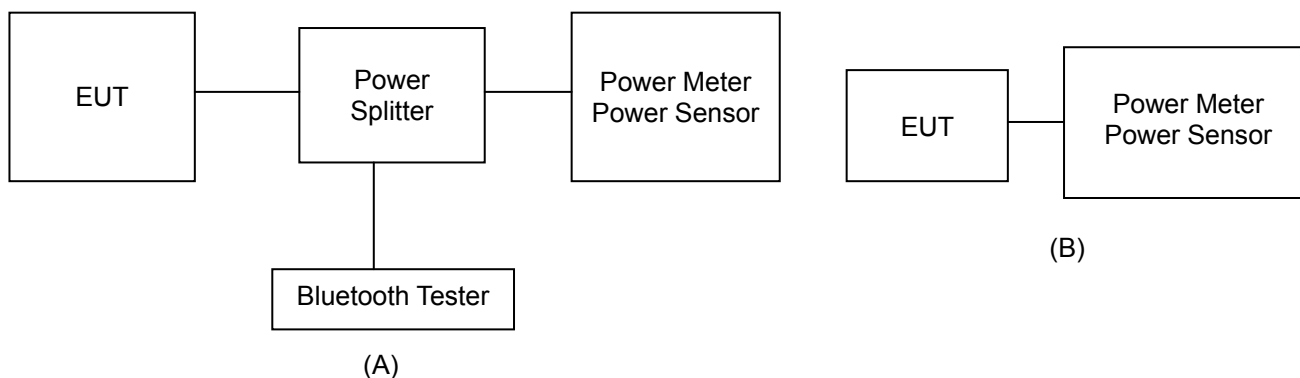 EUT
Power
Splitter
Power Meter
Power Sensor
Bluetooth Tester
(A)
EUT
Power Meter
Power Sensor
(B)